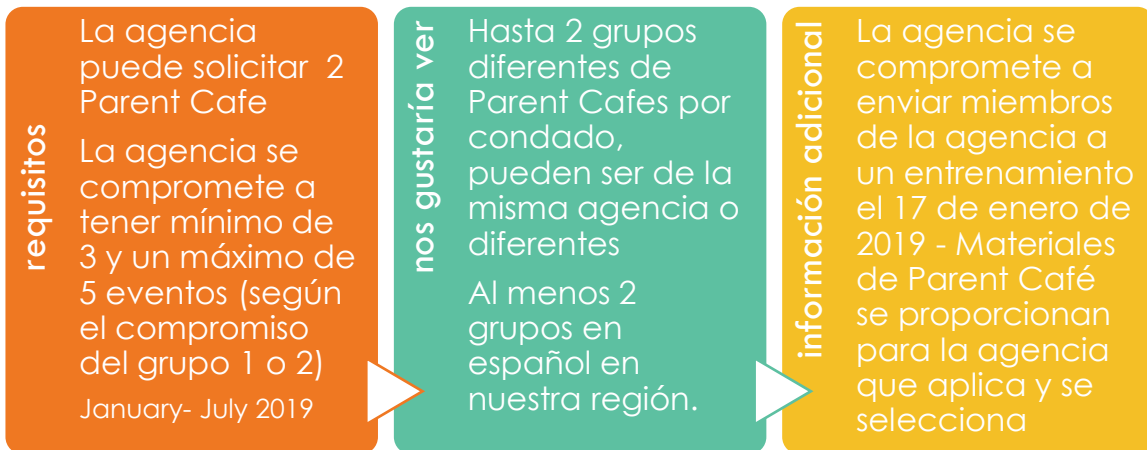 requisitos
La agencia
puede solicitar 2
Parent Cafe
La agencia se
compromete a
tener mínimo de
3 y un máximo de
5 eventos (según
el compromiso
del grupo 1 o 2)
January- July 2019
nos gustaría ver
Hasta 2 grupos
diferentes de
Parent Cafes por
condado,
pueden ser de la
misma agencia o
diferentes
Al menos 2
grupos en
español en
nuestra región.
información adicional
La agencia se
compromete a
enviar miembros
de la agencia a
un entrenamiento
el 17 de enero de
2019 - Materiales
de Parent Café
se proporcionan
para la agencia
que aplica y se
selecciona